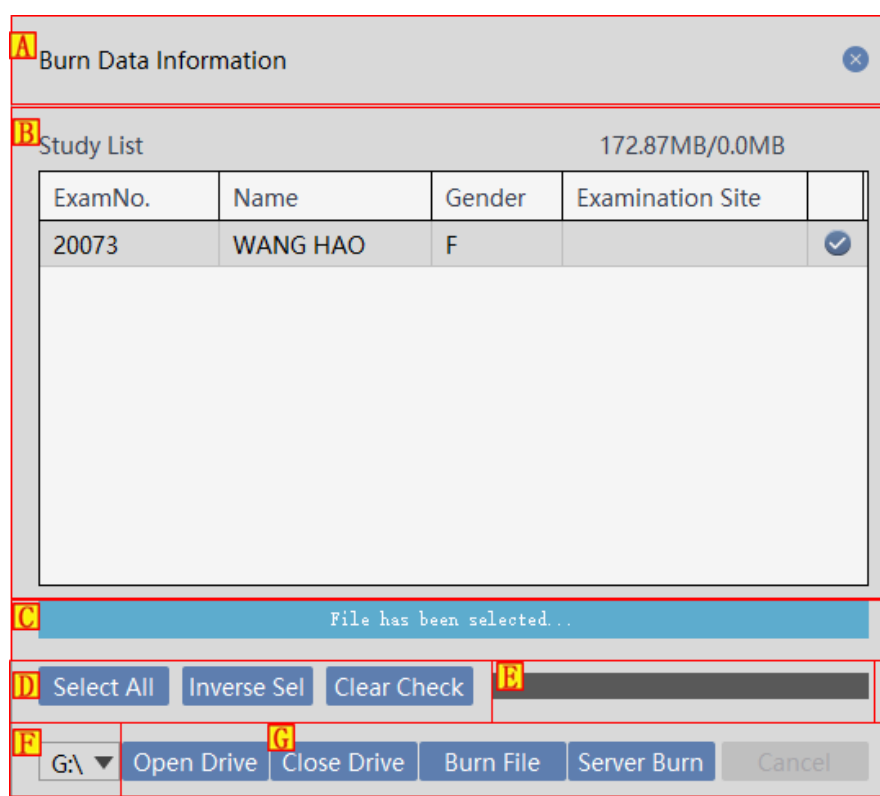 A
Burn Data Information
B
Study List 172.87MB/0.0MB
ExamNo. Name Gender Examination Site
20073 WANG HAO F
C
File has been selected...
D Select All Inverse Sel Clear Check E
F G
G:\ Open Drive Close Drive Burn File Server Burn Cancel